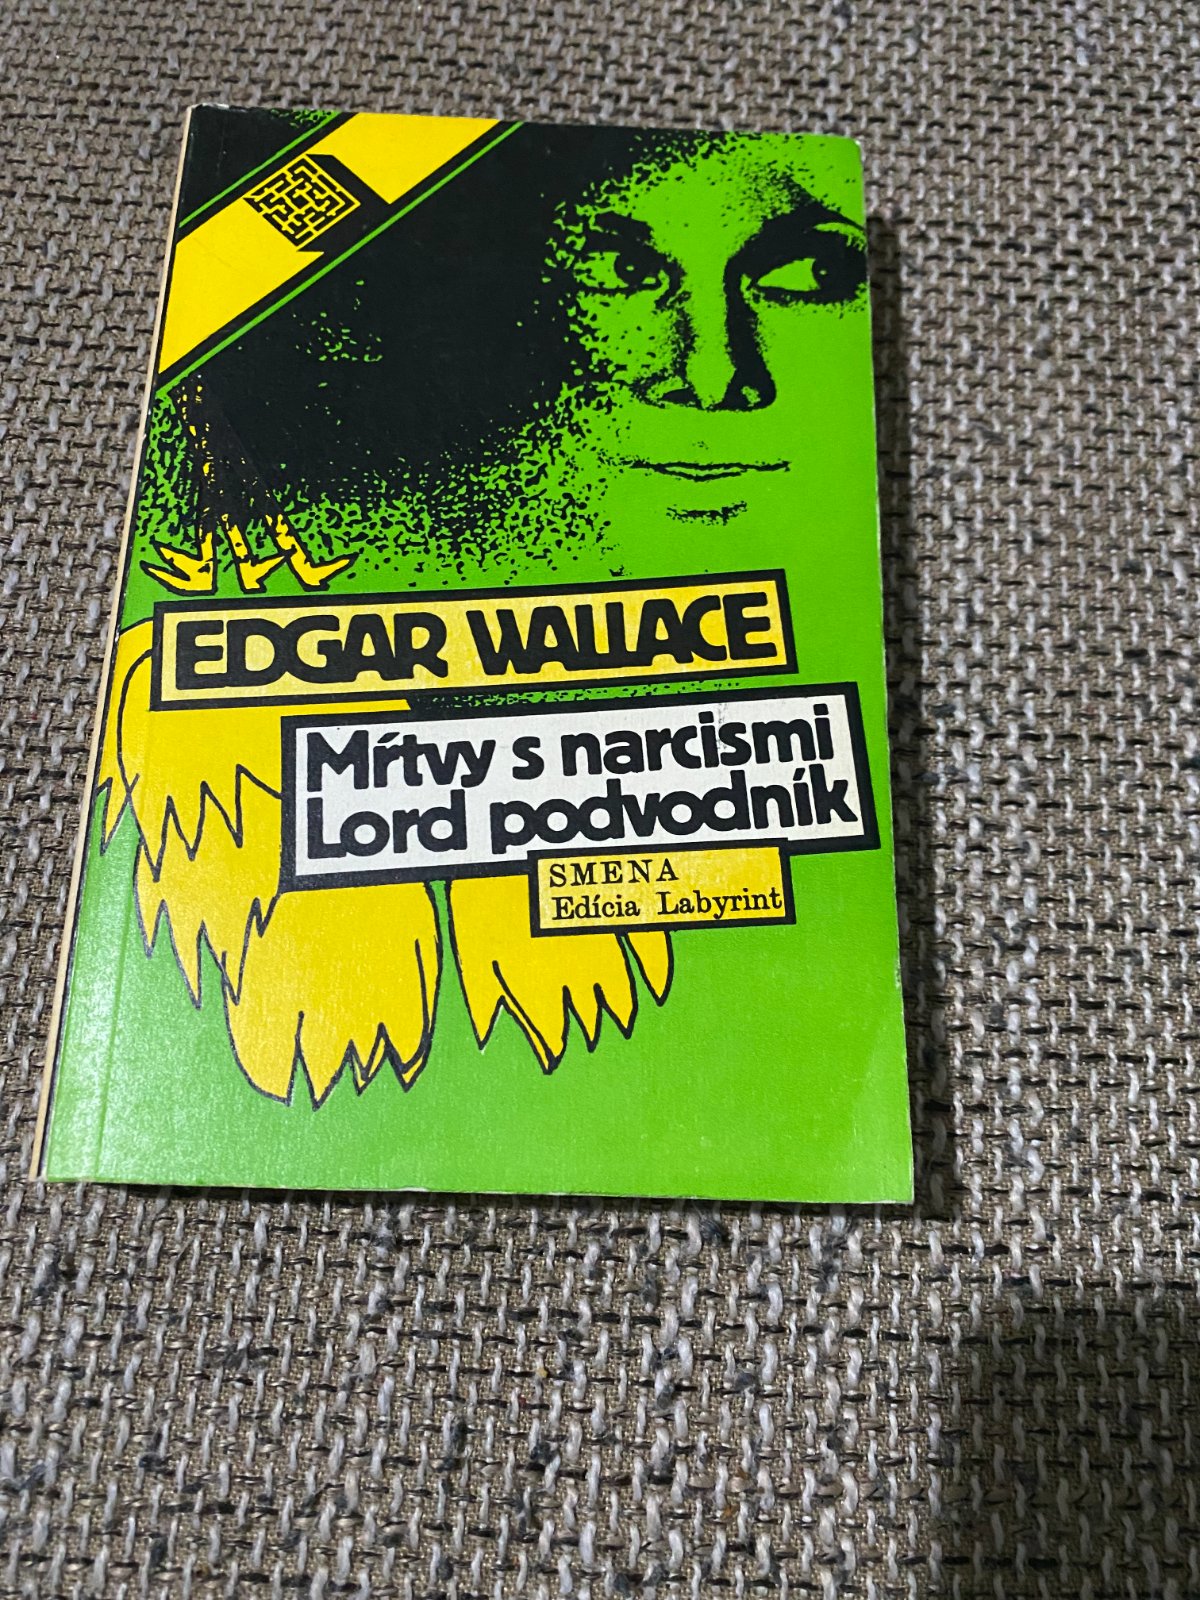 EDGAR WALLACE
Mŕtvy s narcismi
Lord podvodník
SMENA
Edícia Labyrint